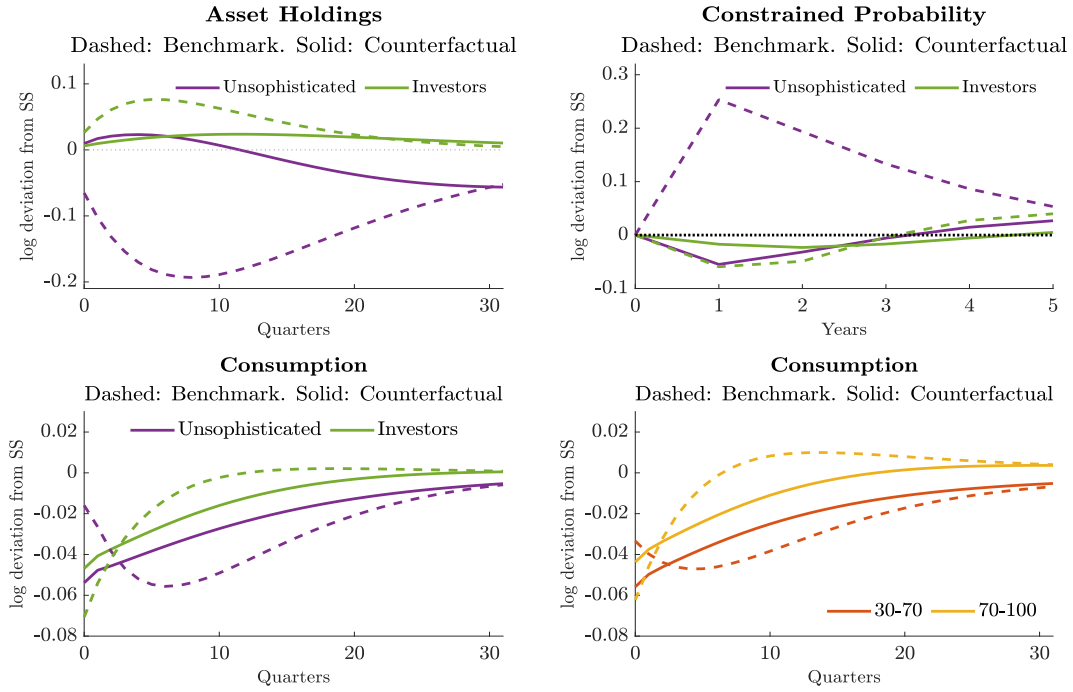 Asset Holdings
Dashed: Benchmark. Solid: Counterfactual
Unsophisticated Investors
log deviation from SS
0.1
0
-0.1
-0.2
0 10 20 30
Quarters
Constrained Probability
Dashed: Benchmark. Solid: Counterfactual
Unsophisticated Investors
log deviation from SS
0.3
0.2
0.1
0
-0.1
0 1 2 3 4 5
Years
Consumption
Dashed: Benchmark. Solid: Counterfactual
Unsophisticated Investors
log deviation from SS
0.02
0
-0.02
-0.04
-0.06
-0.08
0 10 20 30
Quarters
Consumption
Dashed: Benchmark. Solid: Counterfactual
log deviation from SS
0.02
0
-0.02
-0.04
-0.06
-0.08
30-70 70-100
0 10 20 30
Quarters